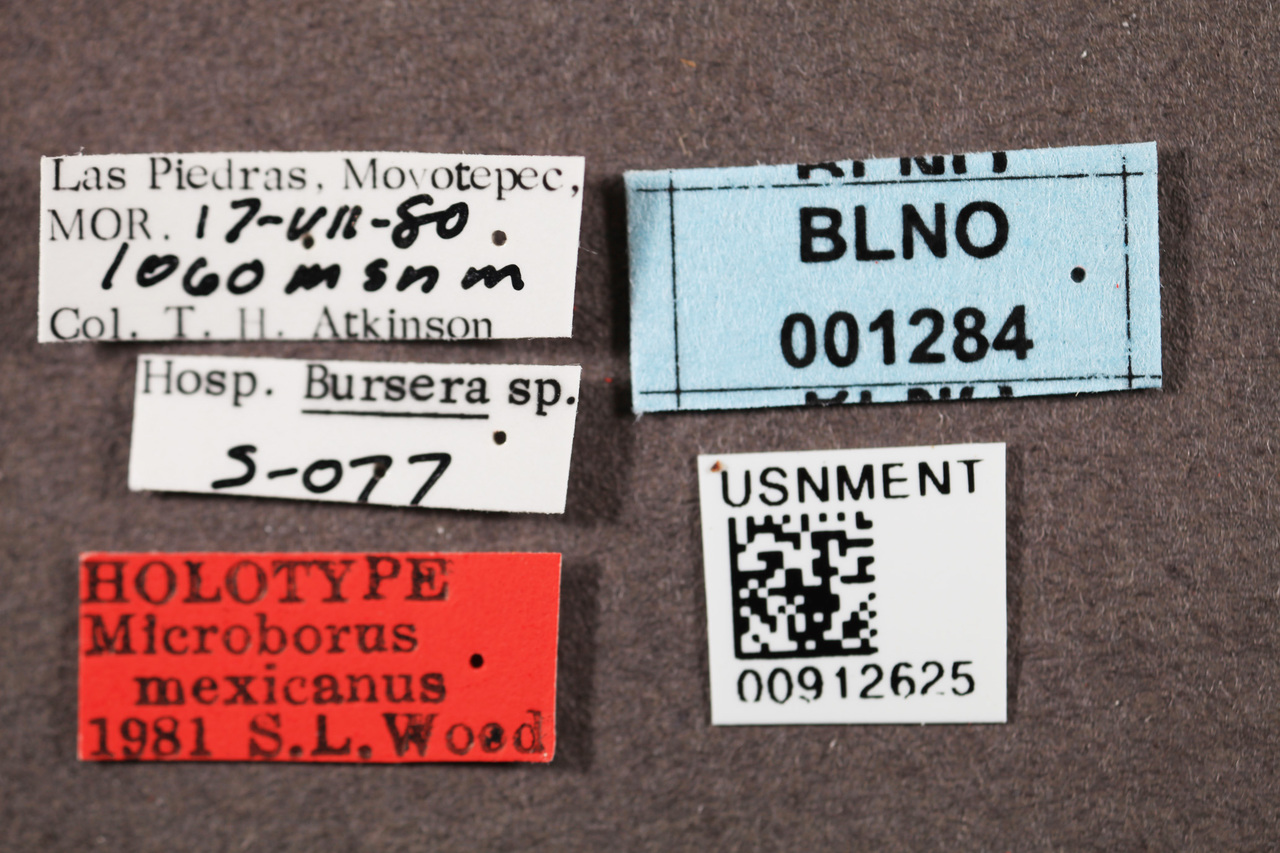 Las Piedras, Moyotepec,
MOR. 17-VII-80
1060 m s n m
Col. T. H. Atkinson
Hosp. Bursera sp.
S-077
HOLOTYPE
Microborus
mexicanus
1981 S.L. Wood
BLNO
001284
USNMENT
00912625